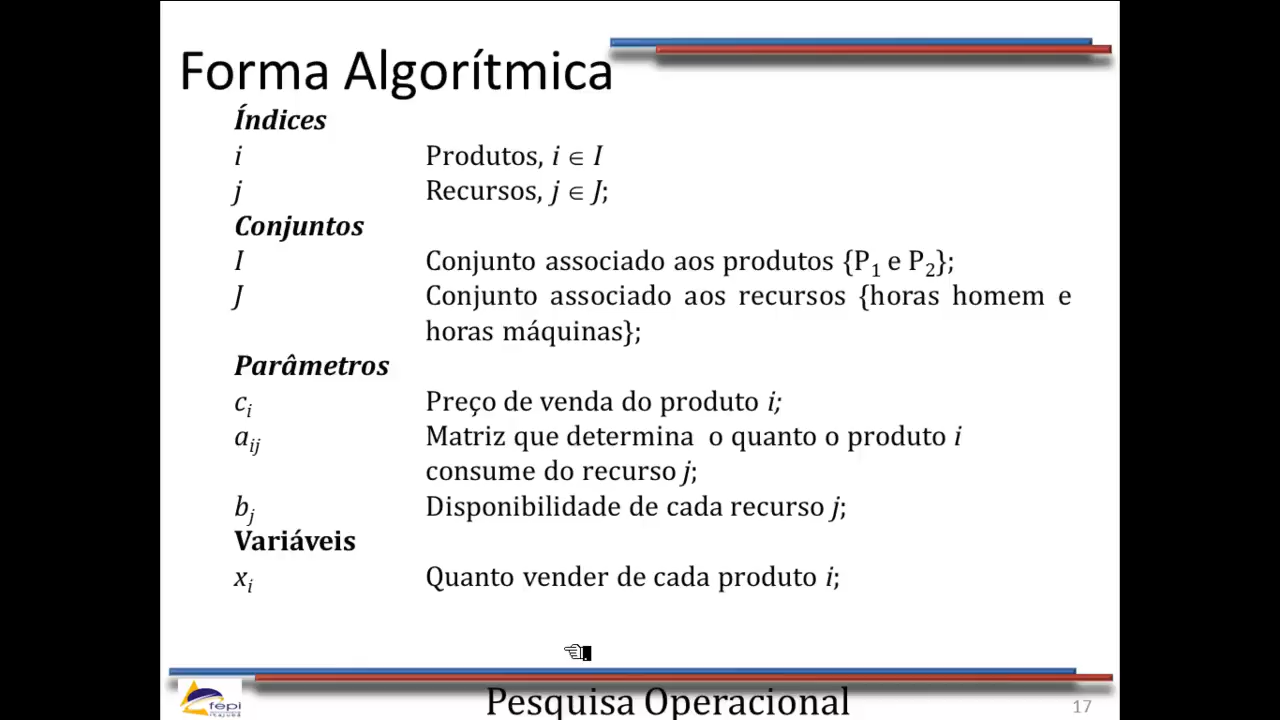 Forma Algorítmica
Índices
i Produtos, i ∈ I
j Recursos, j ∈ J;
Conjuntos
I Conjunto associado aos produtos {P1 e P2};
J Conjunto associado aos recursos {horas homem e
horas máquinas};
Parâmetros
ci Preço de venda do produto i;
aij Matriz que determina o quanto o produto i
consume do recurso j;
bj Disponibilidade de cada recurso j;
Variáveis
xi Quanto vender de cada produto i;
fepi
Pesquisa Operacional
17